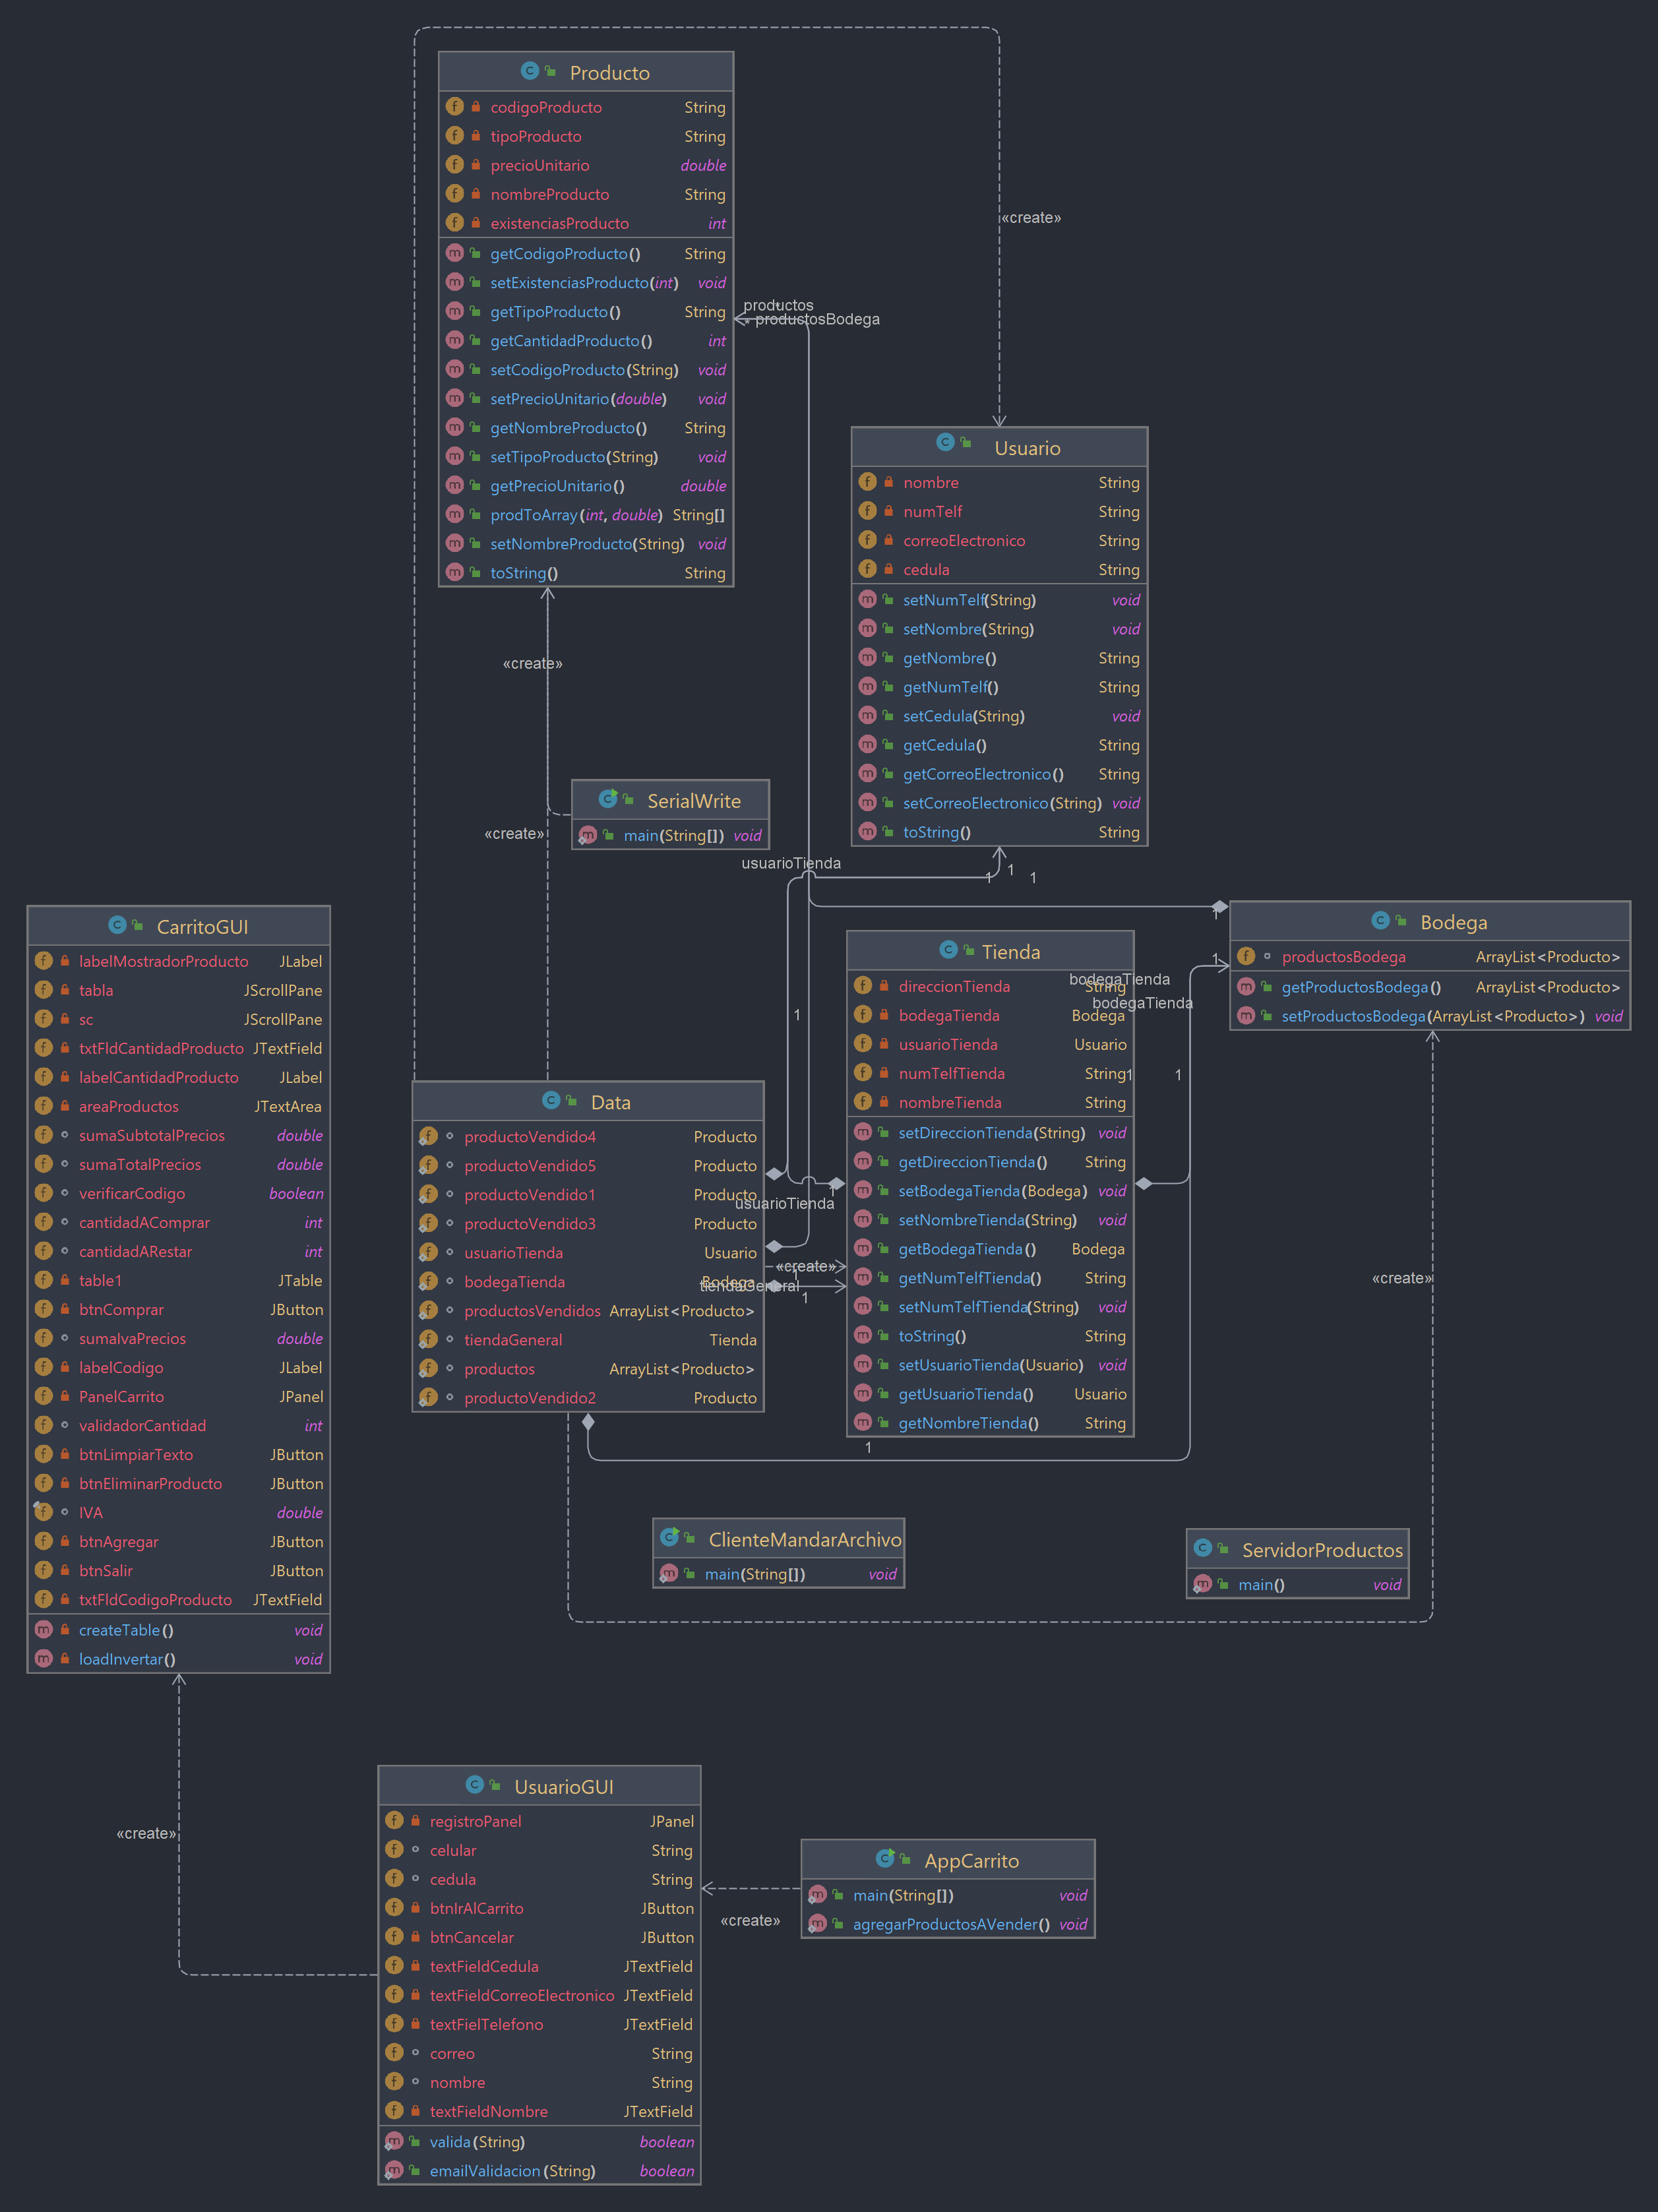 Producto
codigoProducto String
tipoProducto String
precioUnitario double
nombreProducto String
existenciasProducto int
getCodigoProducto() String
setExistenciasProducto(int) void
getTipoProducto() String
getCantidadProducto() int
setCodigoProducto(String) void
setPrecioUnitario(double) void
getNombreProducto() String
setTipoProducto(String) void
getPrecioUnitario() double
prodToArray(int, double) String[]
setNombreProducto(String) void
toString() String
«create»
productos
* productosBodega
Usuario
nombre String
numTelf String
correoElectronico String
cedula String
setNumTelf(String) void
setNombre(String) void
getNombre() String
getNumTelf() String
setCedula(String) void
getCedula() String
getCorreoElectronico() String
setCorreoElectronico(String) void
toString() String
«create»
SerialWrite
main(String[]) void
«create»
usuarioTienda
1
1
1
CarritoGUI
labelMostradorProducto JLabel
tabla JScrollPane
sc JScrollPane
txtFldCantidadProducto JTextField
labelCantidadProducto JLabel
areaProductos JTextArea
sumaSubtotalPrecios double
sumaTotalPrecios double
verificarCodigo boolean
cantidadAComprar int
cantidadARestar int
table1 JTable
btnComprar JButton
sumaIvaPrecios double
labelCodigo JLabel
PanelCarrito JPanel
validadorCantidad int
btnLimpiarTexto JButton
btnEliminarProducto JButton
IVA double
btnAgregar JButton
btnSalir JButton
txtFldCodigoProducto JTextField
createTable() void
loadInvertar() void
Bodega
productosBodega ArrayList<Producto>
getProductosBodega() ArrayList<Producto>
setProductosBodega(ArrayList<Producto>) void
1
1
bodegaTienda
bodegaTienda
Tienda
direccionTienda String
bodegaTienda Bodega
usuarioTienda Usuario
numTelfTienda String
nombreTienda String
setDireccionTienda(String) void
getDireccionTienda() String
setBodegaTienda(Bodega) void
setNombreTienda(String) void
getBodegaTienda() Bodega
getNumTelfTienda() String
setNumTelfTienda(String) void
toString() String
setUsuarioTienda(Usuario) void
getUsuarioTienda() Usuario
getNombreTienda() String
1
1
1
Data
productoVendido4 Producto
productoVendido5 Producto
productoVendido1 Producto
productoVendido3 Producto
usuarioTienda Usuario
bodegaTienda Bodega
productosVendidos ArrayList<Producto>
tiendaGeneral Tienda
productos ArrayList<Producto>
productoVendido2 Producto
usuarioTienda
1
«create»
1
tiendaGeneral
1
«create»
1
ClienteMandarArchivo
main(String[]) void
ServidorProductos
main() void
«create»
UsuarioGUI
registroPanel JPanel
celular String
cedula String
btnIrAlCarrito JButton
btnCancelar JButton
textFieldCedula JTextField
textFieldCorreoElectronico JTextField
textFielTelefono JTextField
correo String
nombre String
textFieldNombre JTextField
valida(String) boolean
emailValidacion(String) boolean
AppCarrito
main(String[]) void
agregarProductosAVender() void
«create»